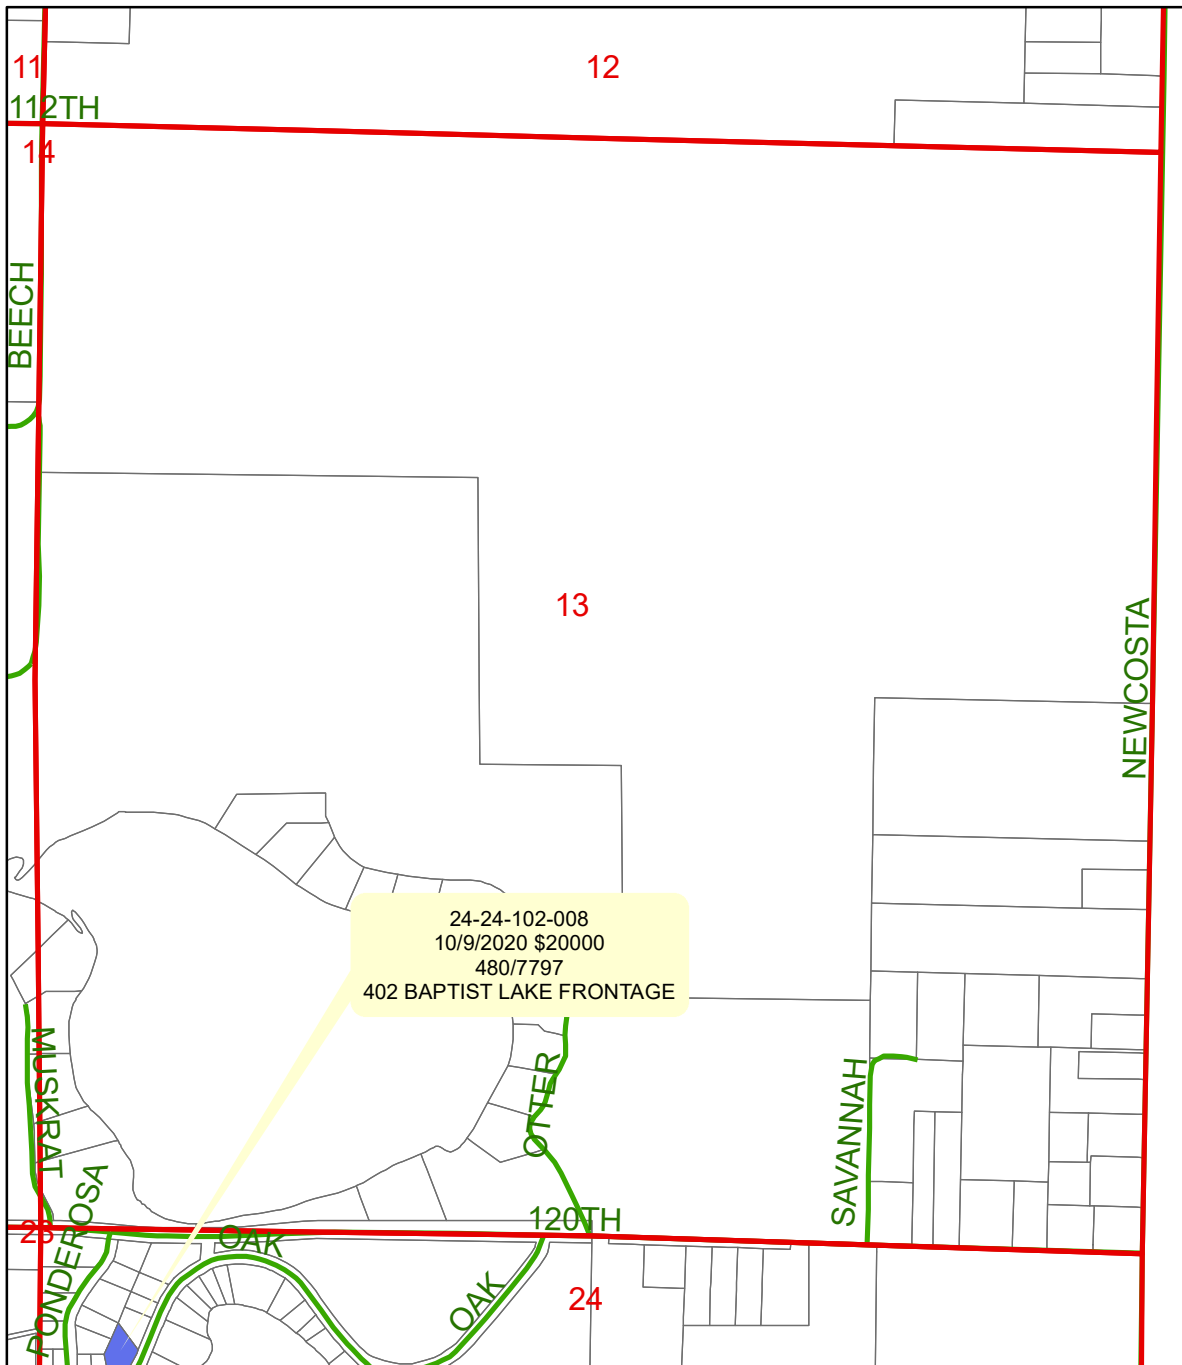 11
12
112TH
14
BEECH
13
NEWCOSTA
24-24-102-008
10/9/2020 $20000
480/7797
402 BAPTIST LAKE FRONTAGE
MUSKRAT
OTTER
SAVANNAH
PONDEROSA
120TH
23
OAK
OAK
24